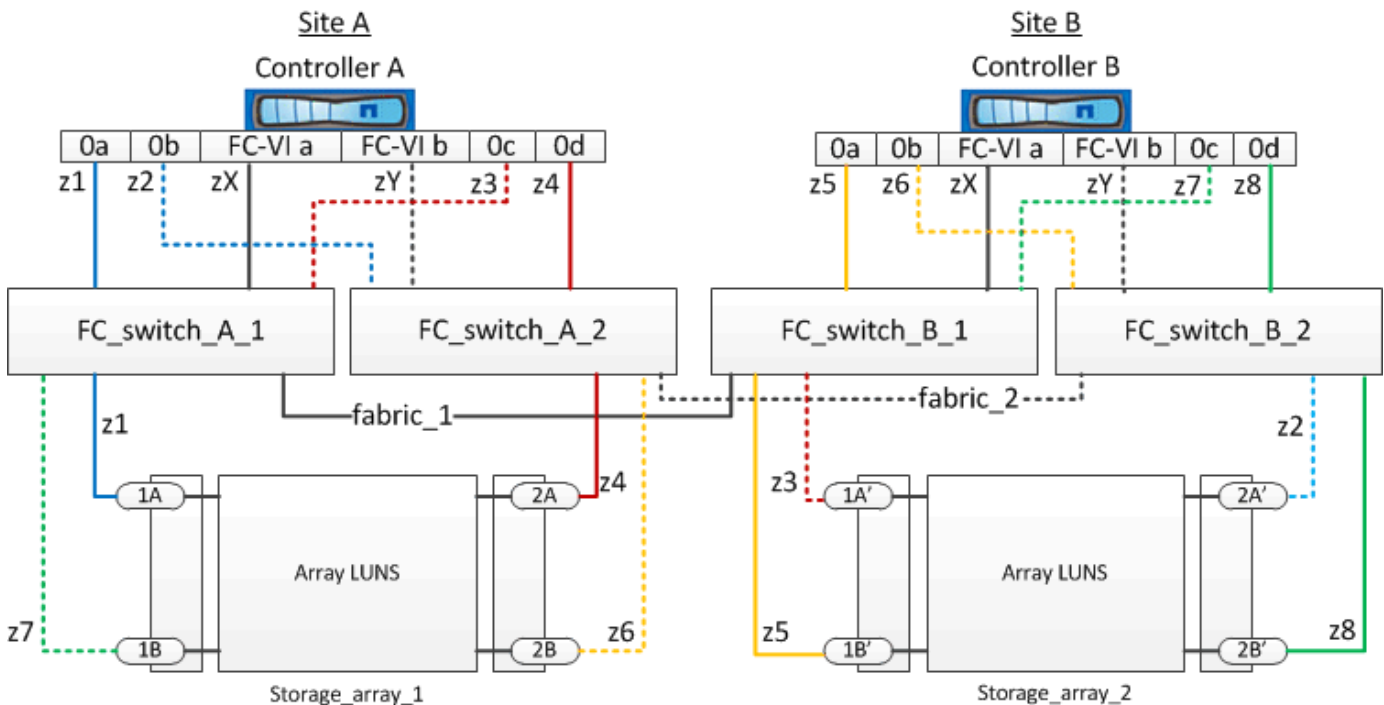 Site A
Site B
Controller A
Controller B
0a 0b FC-VI a FC-VI b 0c 0d
0a 0b FC-VI a FC-VI b 0c 0d
z1 z2 zX zY z3 z4
z5 z6 zX zY z7 z8
FC_switch_A_1
FC_switch_A_2
FC_switch_B_1
FC_switch_B_2
fabric_1
fabric_2
z1
z4
z3
z2
1A
2A
1A’
2A’
Array LUNS
Array LUNS
z7
z6
z5
z8
1B
2B
1B’
2B’
Storage_array_1
Storage_array_2